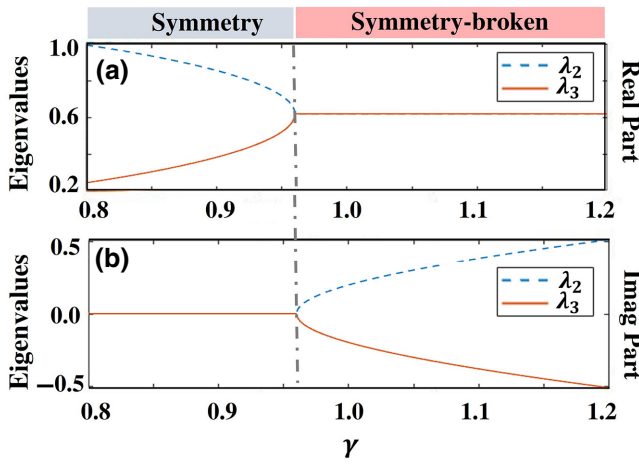 Symmetry Symmetry-broken
(a)
Eigenvalues
1.0
0.6
0.2
λ2
λ3
Real Part
0.8 0.9 1.0 1.1 1.2
(b)
Eigenvalues
0.5
0.0
−0.5
λ2
λ3
Imag Part
0.8 0.9 1.0 1.1 1.2
γ